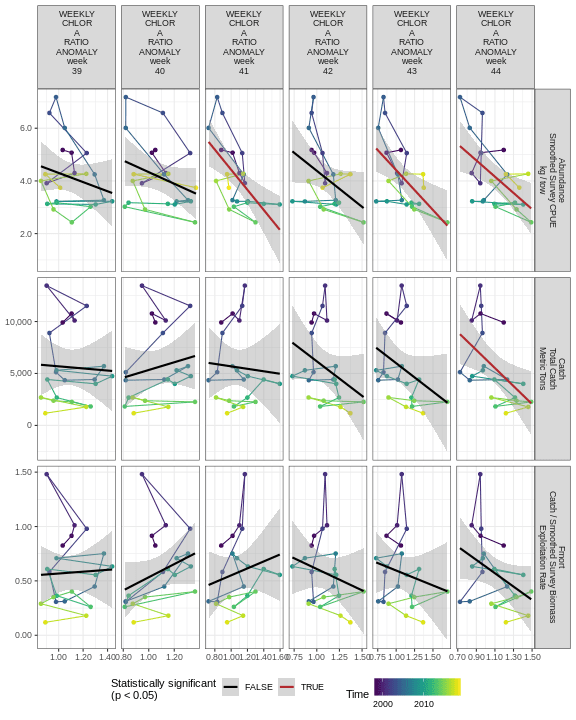 WEEKLY
CHLOR
A
RATIO
ANOMALY
week
39
WEEKLY
CHLOR
A
RATIO
ANOMALY
week
40
WEEKLY
CHLOR
A
RATIO
ANOMALY
week
41
WEEKLY
CHLOR
A
RATIO
ANOMALY
week
42
WEEKLY
CHLOR
A
RATIO
ANOMALY
week
43
WEEKLY
CHLOR
A
RATIO
ANOMALY
week
44
6.0
4.0
2.0
Abundance
Smoothed Survey CPUE
kg / tow
10,000
5,000
0
Catch
Total Catch
Metric Tons
1.50
1.00
0.50
0.00
Fmort
Catch / Smoothed Survey Biomass
Exploitation Rate
1.00 1.20 1.40
0.80 1.00 1.20
0.80 1.00 1.20 1.40 1.60
0.75 1.00 1.25 1.50
0.75 1.00 1.25 1.50
0.70 0.90 1.10 1.30 1.50
Statistically significant
(p < 0.05)
FALSE
TRUE
Time
2000 2010